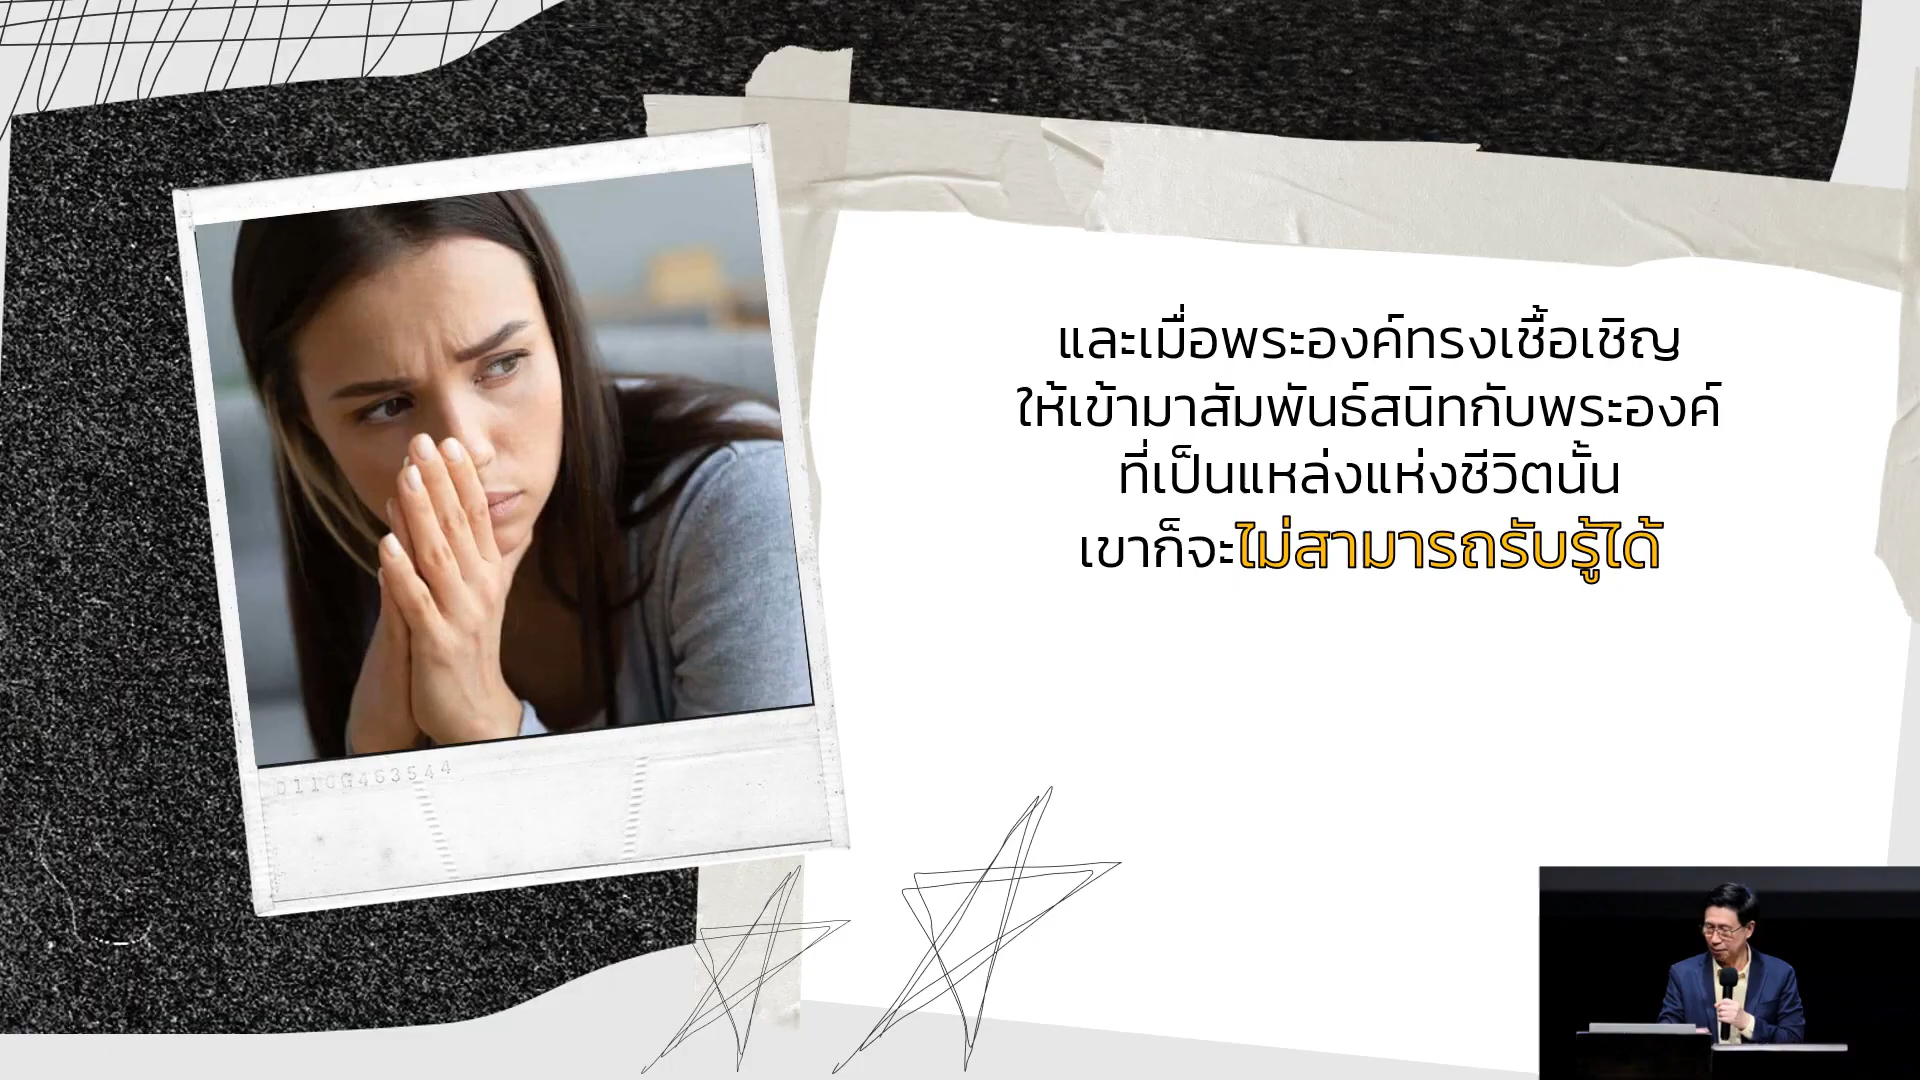 และเมื่อพระองค์ทรงเชื้อเชิญ
ให้เข้ามาสัมพันธ์สนิทกับพระองค์
ที่เป็นแหล่งแห่งชีวิตนั้น
เขาก็จะไม่สามารถรับรู้ได้
0110G463544